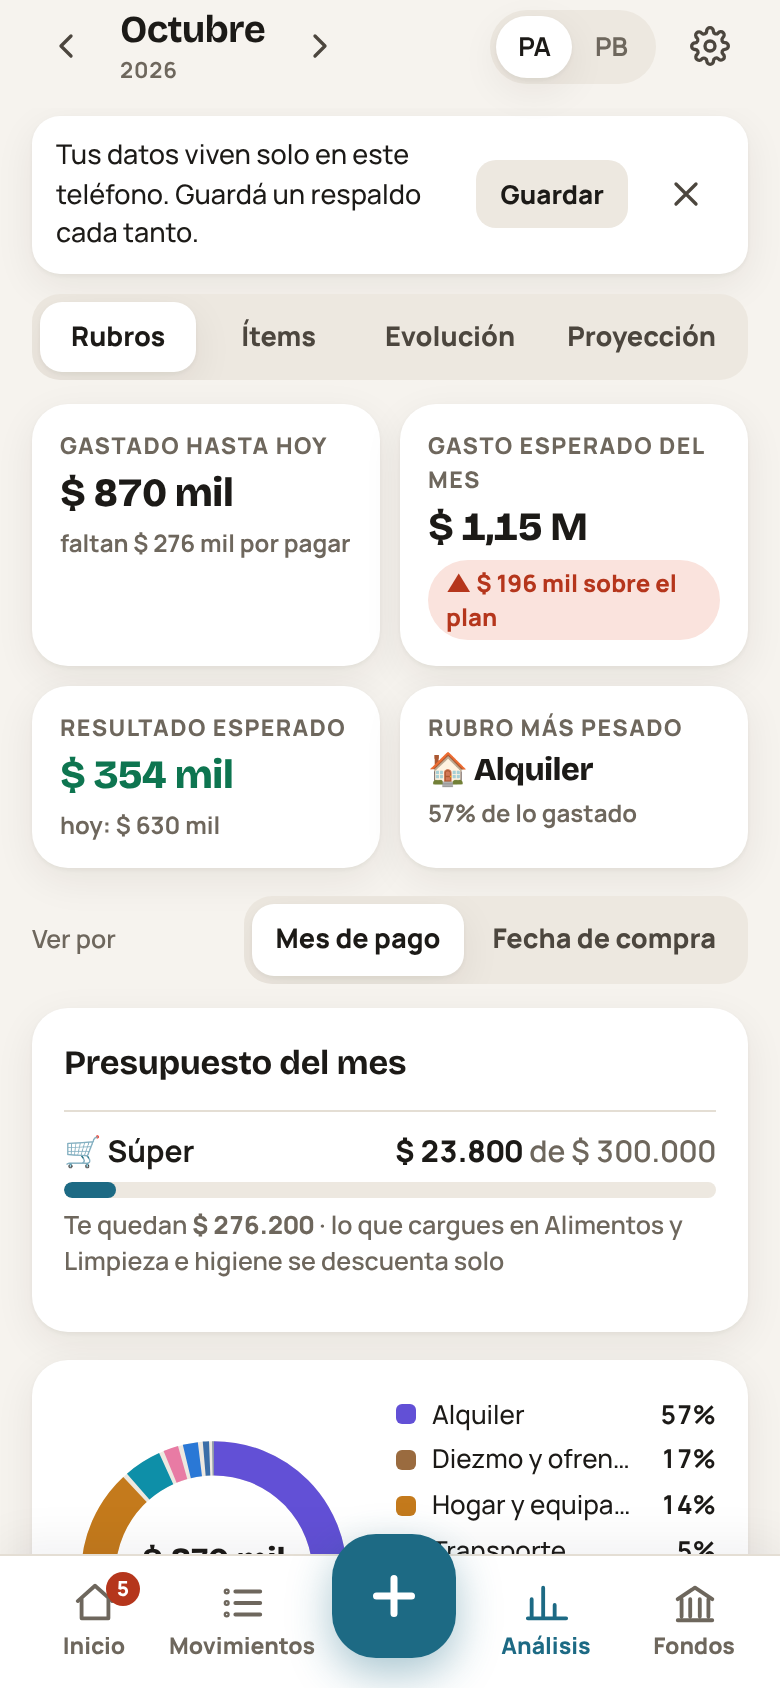 Octubre
2026
PA
PB
Tus datos viven solo en este
teléfono. Guardá un respaldo
cada tanto.
Guardar
Rubros
Ítems
Evolución
Proyección
GASTADO HASTA HOY
$ 870 mil
faltan $ 276 mil por pagar
GASTO ESPERADO DEL
MES
$ 1,15 M
▲ $ 196 mil sobre el
plan
RESULTADO ESPERADO
$ 354 mil
hoy: $ 630 mil
RUBRO MÁS PESADO
Alquiler
57% de lo gastado
Ver por
Mes de pago
Fecha de compra
Presupuesto del mes
Súper
$ 23.800 de $ 300.000
Te quedan $ 276.200 · lo que cargues en Alimentos y
Limpieza e higiene se descuenta solo
Alquiler 57%
Diezmo y ofren... 17%
Hogar y equipa... 14%
Transporte 5%
$ 870 mil
5
Inicio
Movimientos
Análisis
Fondos